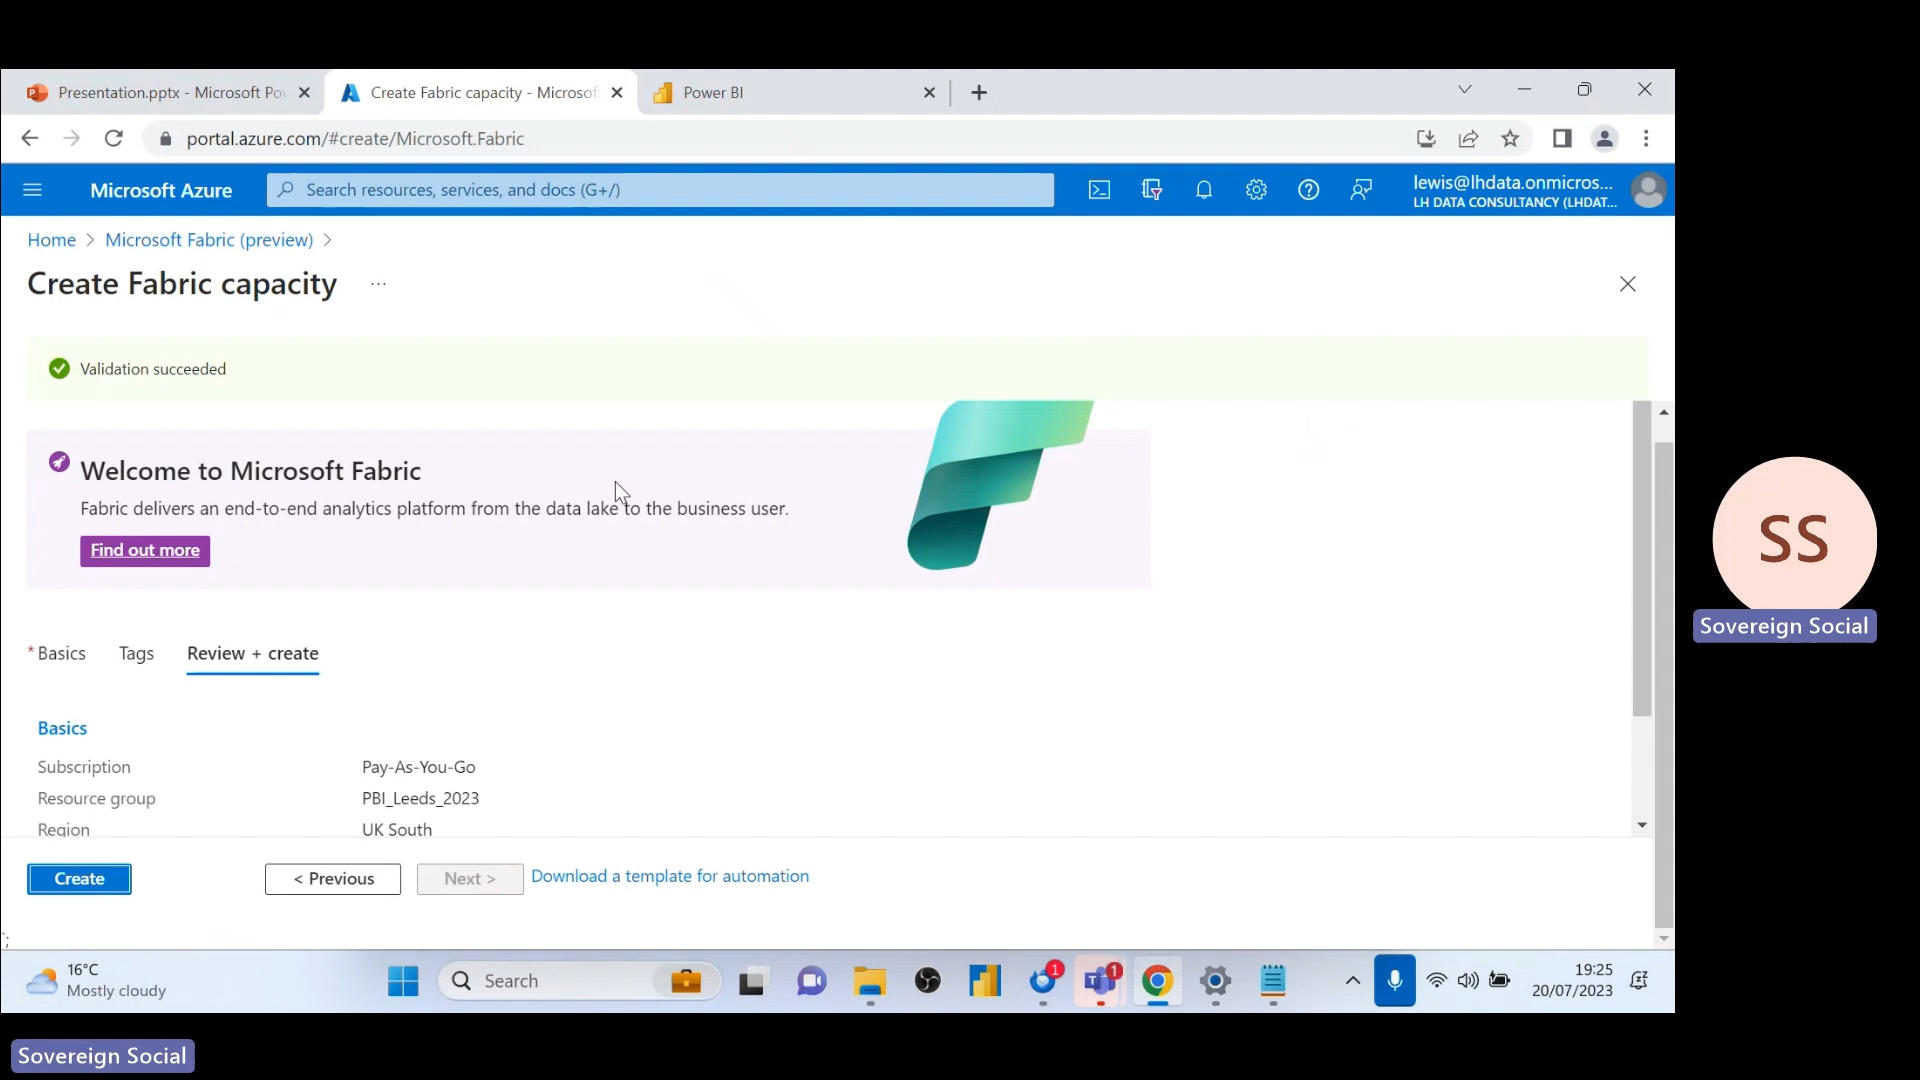 Presentation.pptx - Microsoft Po
Create Fabric capacity - Microsof
Power BI
portal.azure.com/#create/Microsoft.Fabric
Microsoft Azure
Search resources, services, and docs (G+/)
lewis@lhdata.onmicros...
LH DATA CONSULTANCY (LHDAT...
Home > Microsoft Fabric (preview) >
Create Fabric capacity ...
Validation succeeded
Welcome to Microsoft Fabric
Fabric delivers an end-to-end analytics platform from the data lake to the business user.
Find out more
* Basics Tags Review + create
Basics
Subscription Pay-As-You-Go
Resource group PBI_Leeds_2023
Region UK South
Create < Previous Next > Download a template for automation
16°C
Mostly cloudy
Search
1
1
19:25
20/07/2023
SS
Sovereign Social
Sovereign Social